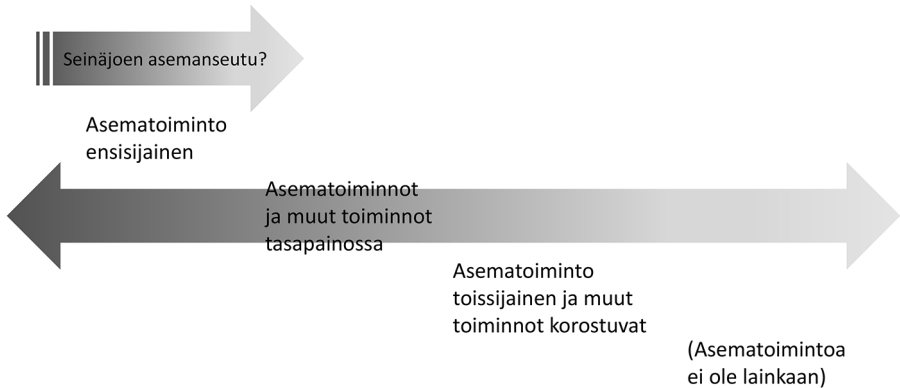 Seinäjoen asemanseutu?
Asematoiminto
ensisijainen
Asematoiminnot
ja muut toiminnot
tasapainossa
Asematoiminto
toissijainen ja muut
toiminnot korostuvat
(Asematoimintoa
ei ole lainkaan)